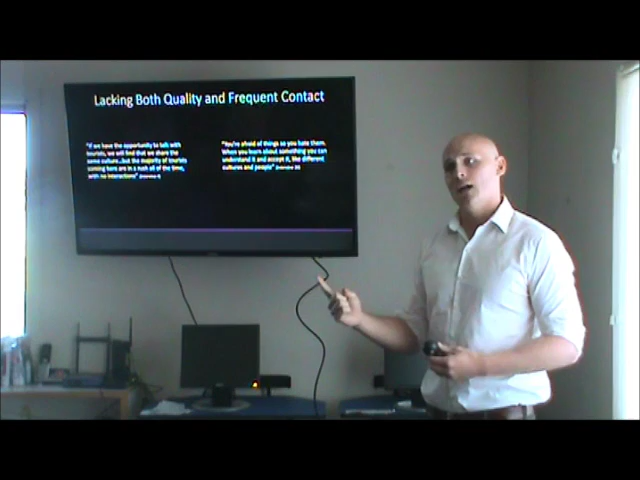 Lacking Both Quality and Frequent Contact
"If we have the opportunity to talk with
tourists, we will find that we share the
same culture...but the majority of tourists
coming here are in a rush all of the time,
with no interactions"
"You're afraid of things so you hate them.
When you learn about something you can
understand it and accept it, like different
cultures and people"